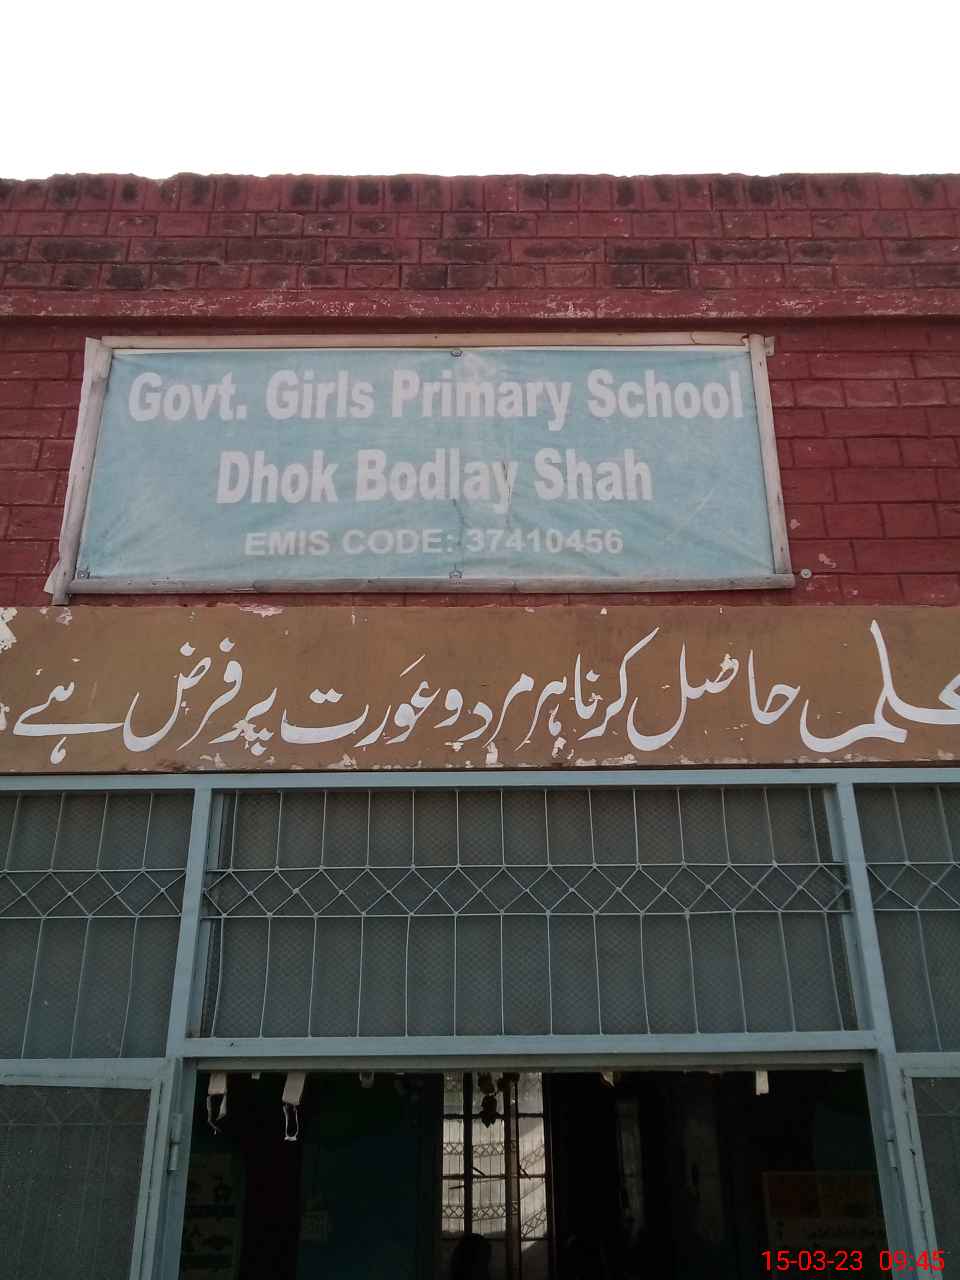 Govt. Girls Primary School
Dhok Bodlay Shah
EMIS CODE: 37410456
علم حاصل کرنا ہر مرد و عورت پر فرض ہے
15-03-23 09:45